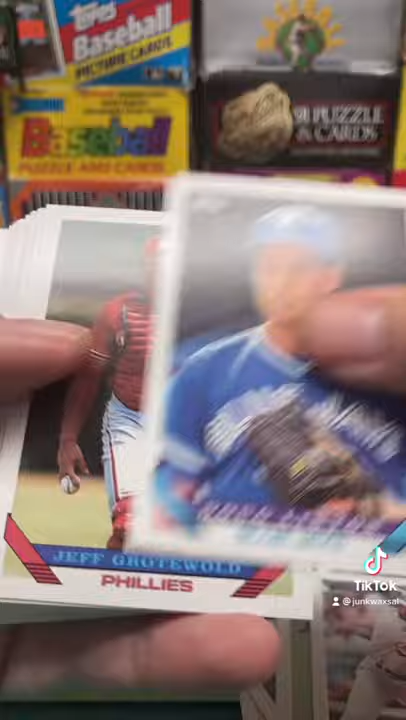 Topps
Baseball
PICTURE CARDS
Baseball
PUZZLE AND CARDS
PUZZLE
& CARDS
JEFF GROTEWOLD
PHILLIES
TikTok
@junkwaxsal